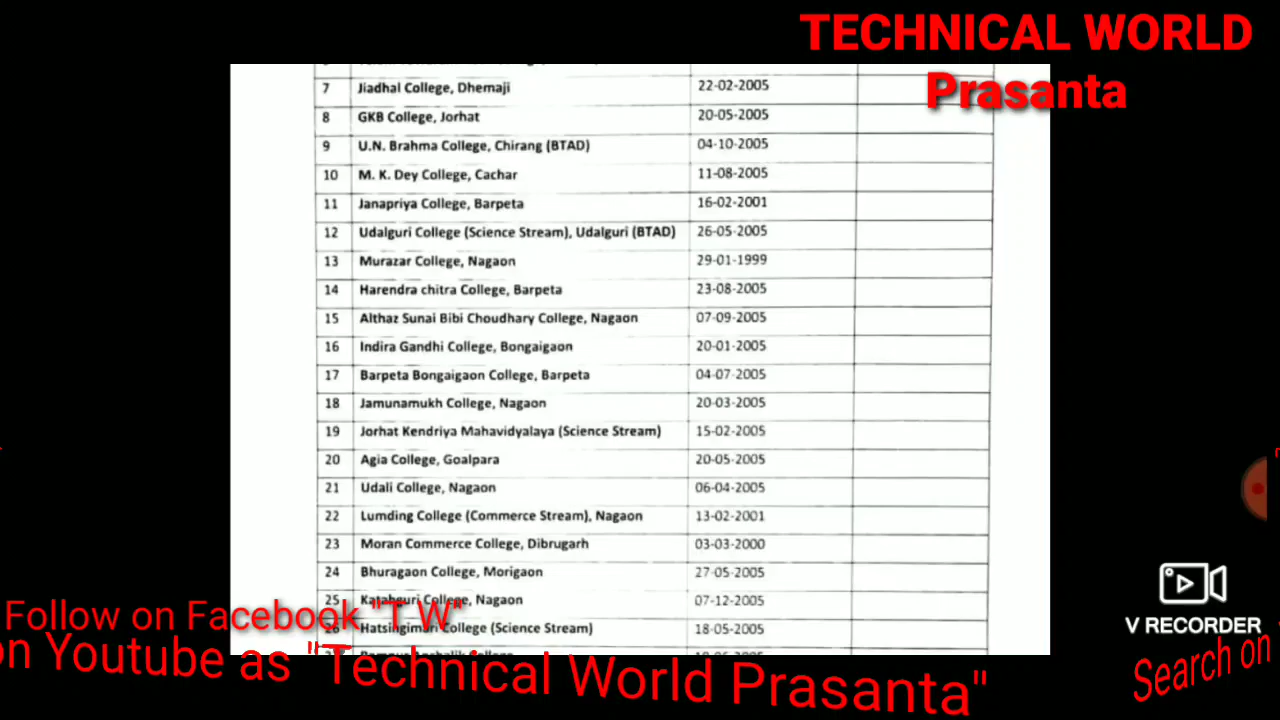 TECHNICAL WORLD
Prasanta
7 Jiadhal College, Dhemaji 22-02-2005
8 GKB College, Jorhat 20-05-2005
9 U.N. Brahma College, Chirang (BTAD) 04-10-2005
10 M. K. Dey College, Cachar 11-08-2005
11 Janapriya College, Barpeta 16-02-2001
12 Udalguri College (Science Stream), Udalguri (BTAD) 26-05-2005
13 Murazar College, Nagaon 29-01-1999
14 Harendra chitra College, Barpeta 23-08-2005
15 Althaz Sunai Bibi Choudhary College, Nagaon 07-09-2005
16 Indira Gandhi College, Bongaigaon 20-01-2005
17 Barpeta Bongaigaon College, Barpeta 04-07-2005
18 Jamunamukh College, Nagaon 20-03-2005
19 Jorhat Kendriya Mahavidyalaya (Science Stream) 15-02-2005
20 Agia College, Goalpara 20-05-2005
21 Udali College, Nagaon 06-04-2005
22 Lumding College (Commerce Stream), Nagaon 13-02-2001
23 Moran Commerce College, Dibrugarh 03-03-2000
24 Bhuragaon College, Morigaon 27-05-2005
25 College, Nagaon 07-12-2005
26 Hatsingimari College (Science Stream) 18-05-2005
Follow on Facebook "T W"
on Youtube as "Technical World Prasanta"
V RECORDER
Search on